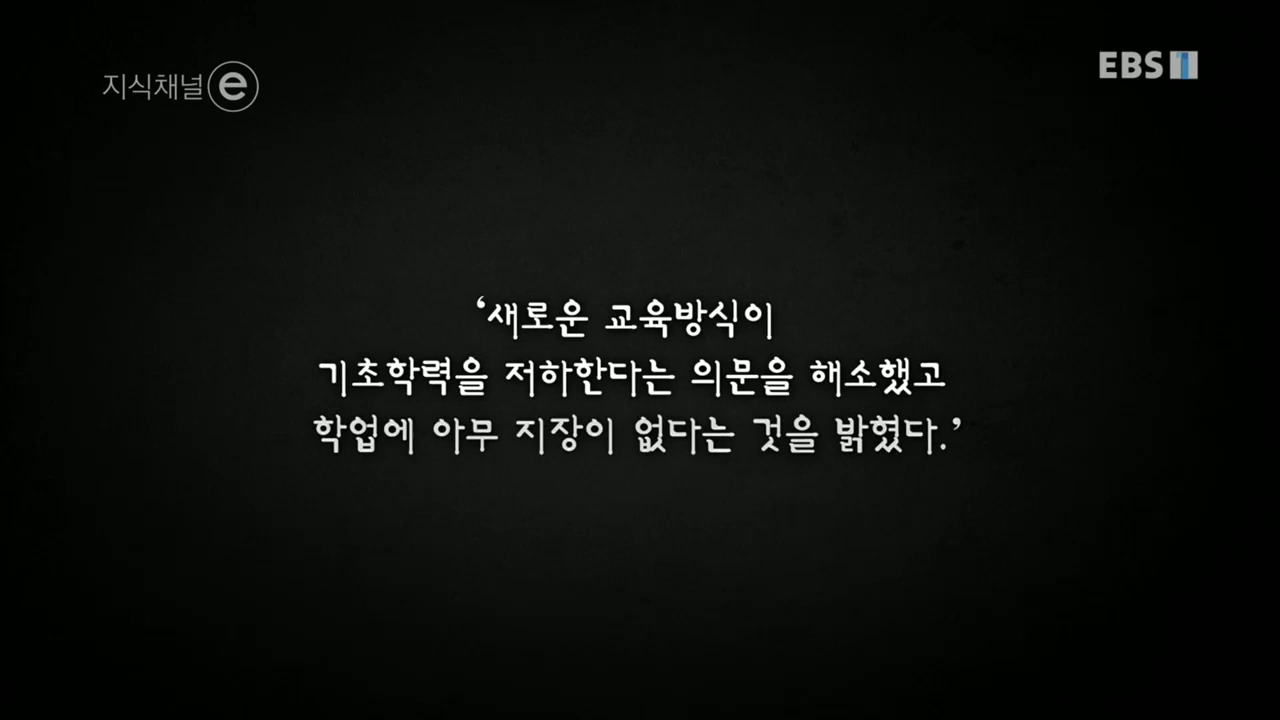 지식채널e
EBS1
‘새로운 교육방식이
기초학력을 저하한다는 의문을 해소했고
학업에 아무 지장이 없다는 것을 밝혔다.’